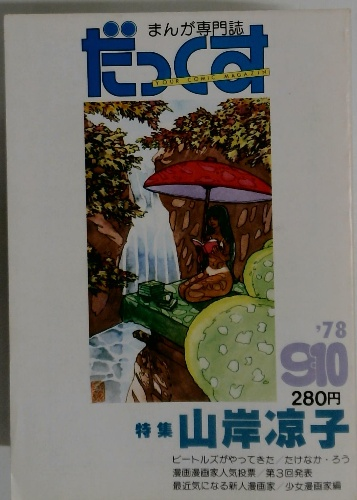 まんが専門誌
だっくす
YOUR COMIC MAGAZIN
'78
9・10
280円
特集 山岸凉子
ビートルズがやってきた/たけなか・ろう
漫画漫画家人気投票/第3回発表
最近気になる新人漫画家/少女漫画家編